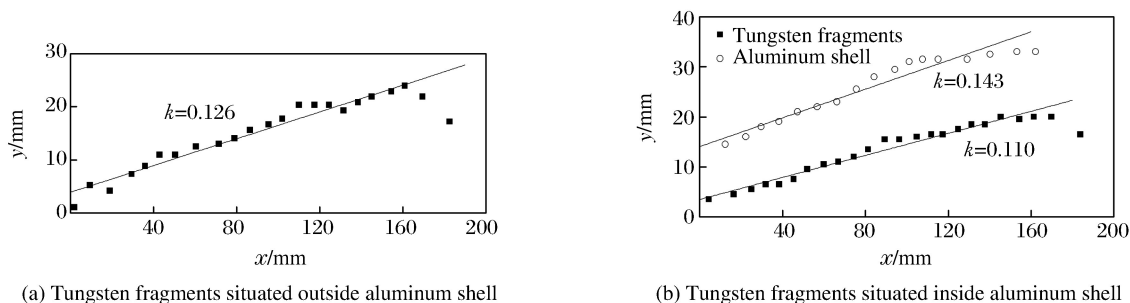 30
20
10
0
y/mm
k=0.126
40
80
120
160
200
x/mm
(a) Tungsten fragments situated outside aluminum shell
40
30
20
10
0
y/mm
Tungsten fragments
Aluminum shell
k=0.143
k=0.110
40
80
120
160
200
x/mm
(b) Tungsten fragments situated inside aluminum shell